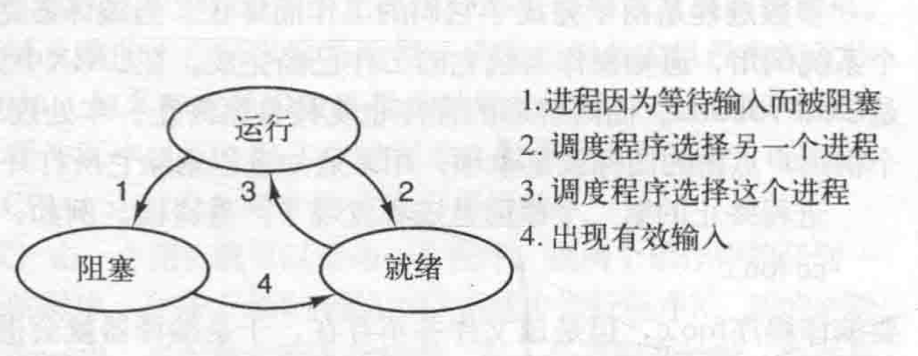 运行
1
3
2
阻塞
4
就绪
1.进程因为等待输入而被阻塞
2.调度程序选择另一个进程
3.调度程序选择这个进程
4.出现有效输入